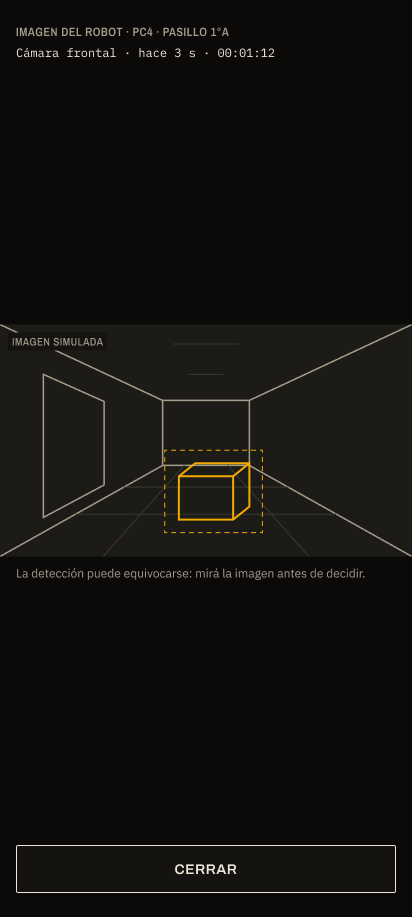 IMAGEN DEL ROBOT · PC4 · PASILLO 1°A
Cámara frontal · hace 3 s · 00:01:12
IMAGEN SIMULADA
La detección puede equivocarse: mirá la imagen antes de decidir.
CERRAR